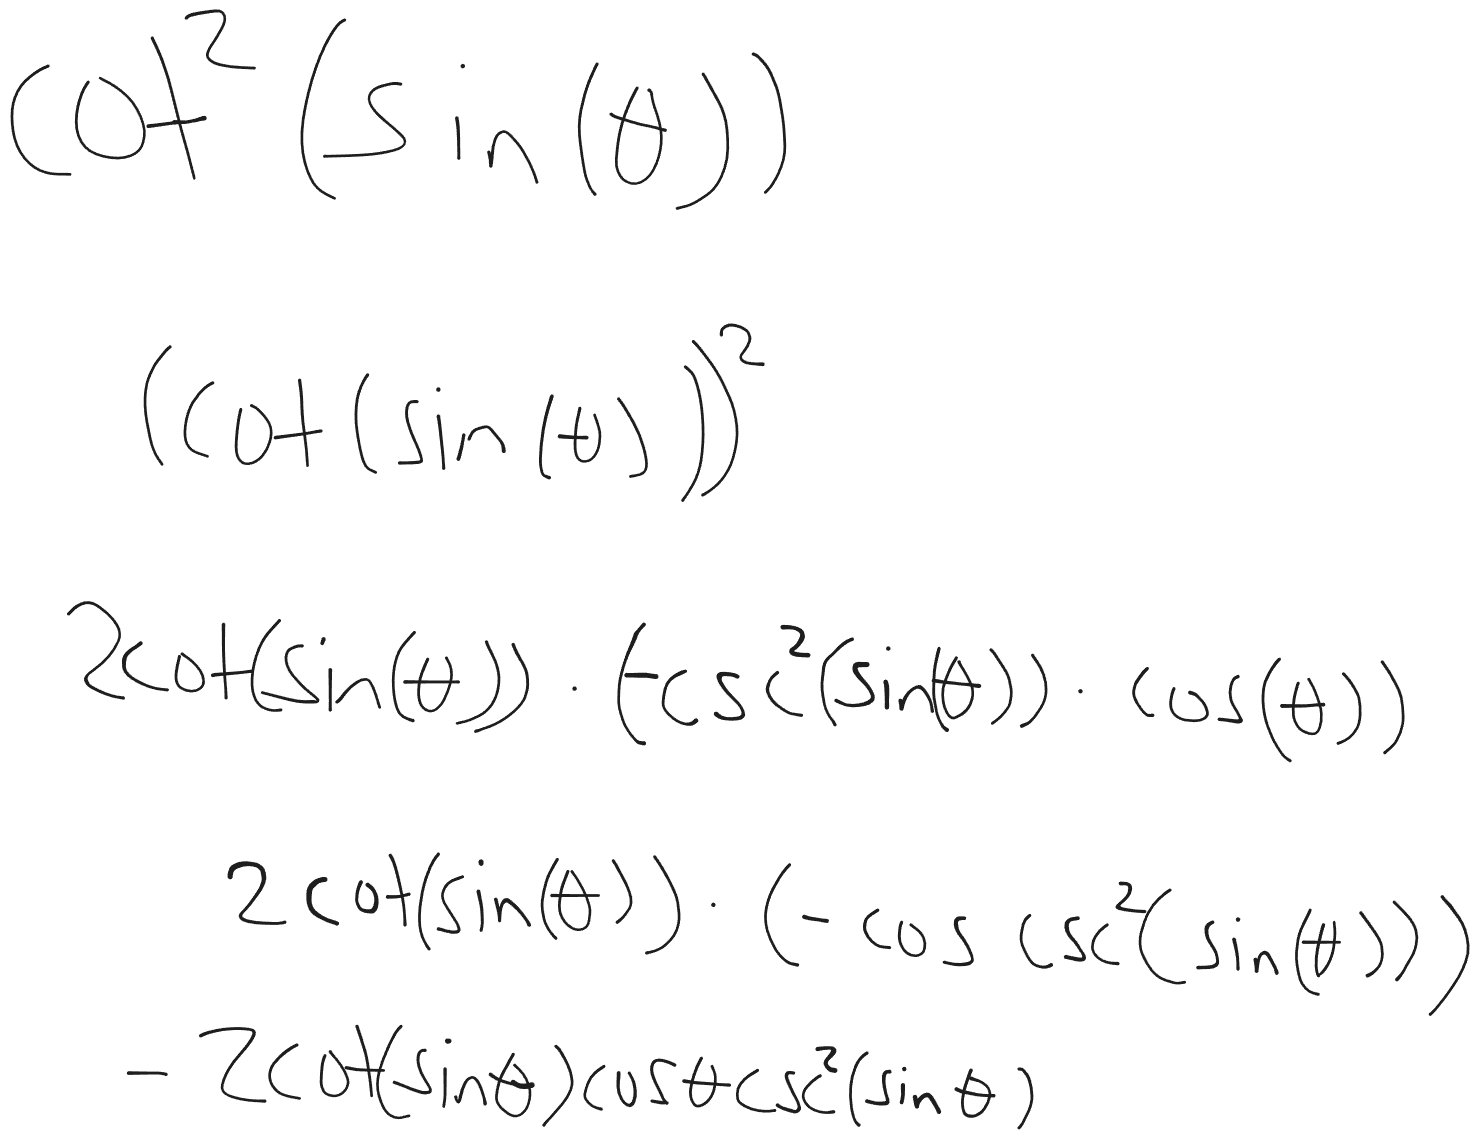 cot²(sin(θ))
(cot(sin(θ)))²
2cot(sin(θ)) · (-csc²(sin(θ)) · cos(θ))
2cot(sin(θ)) · (-cos csc²(sin(θ)))
-2cot(sinθ)cosθcsc²(sinθ)